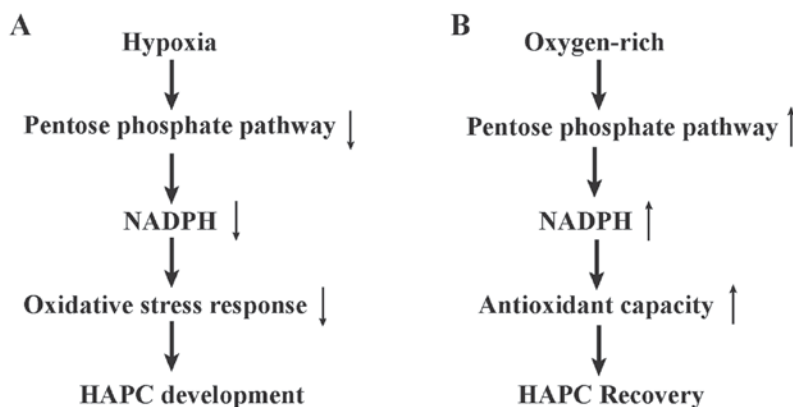 A
Hypoxia
Pentose phosphate pathway ↓
NADPH ↓
Oxidative stress response ↓
HAPC development
B
Oxygen-rich
Pentose phosphate pathway ↑
NADPH ↑
Antioxidant capacity ↑
HAPC Recovery